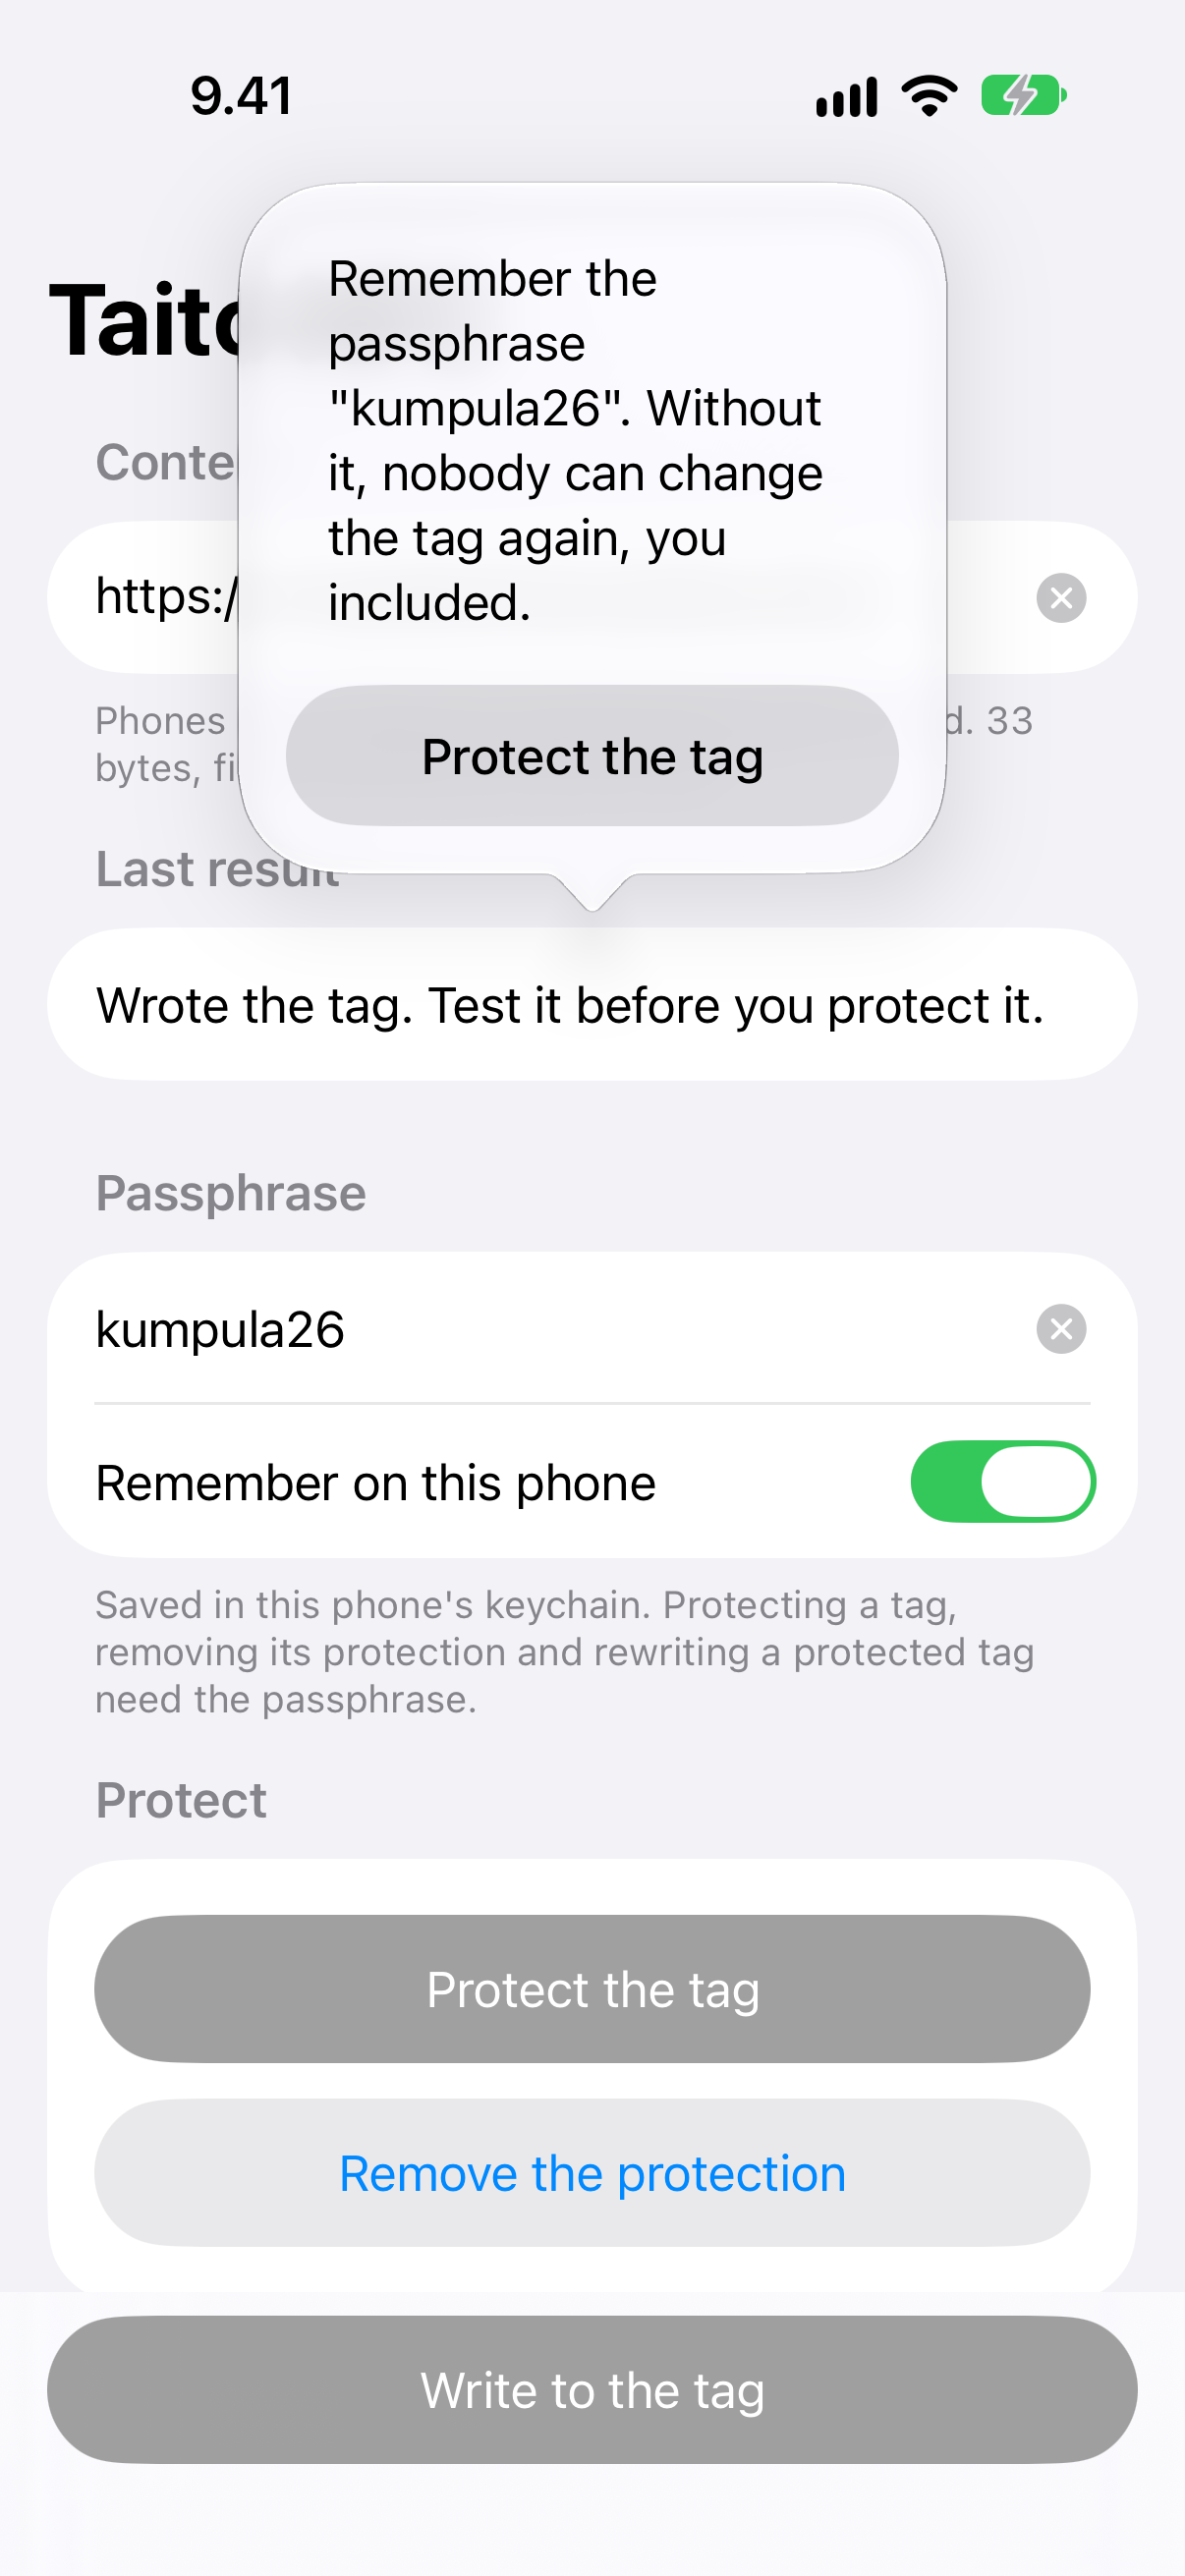 9.41
Remember the
passphrase
"kumpula26". Without
it, nobody can change
the tag again, you
included.
Protect the tag
https:/
Phones d. 33
bytes,
Last result
Wrote the tag. Test it before you protect it.
Passphrase
kumpula26
Remember on this phone
Saved in this phone's keychain. Protecting a tag,
removing its protection and rewriting a protected tag
need the passphrase.
Protect
Protect the tag
Remove the protection
Write to the tag